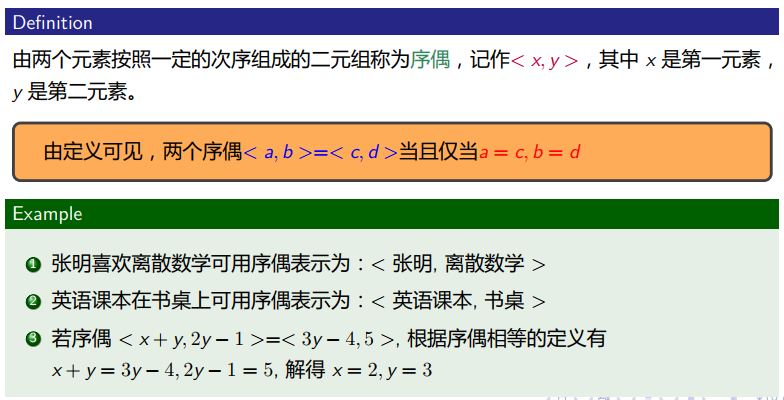 Definition
由两个元素按照一定的次序组成的二元组称为序偶，记作< x, y >，其中 x 是第一元素，
y 是第二元素。
由定义可见，两个序偶< a, b >=< c, d >当且仅当a = c, b = d
Example
1 张明喜欢离散数学可用序偶表示为：< 张明, 离散数学 >
2 英语课本在书桌上可用序偶表示为：< 英语课本, 书桌 >
3 若序偶 < x + y, 2y − 1 >=< 3y − 4, 5 >, 根据序偶相等的定义有
x + y = 3y − 4, 2y − 1 = 5, 解得 x = 2, y = 3